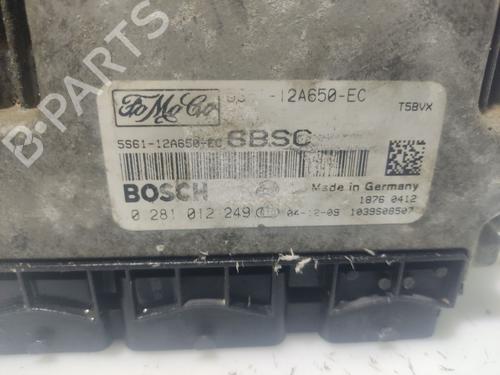 FoMoCo
-12A650-EC
T5BVX
5S61-12A650-EC 6BSC
BOSCH
Made in Germany
1876 0412
0 281 012 249 04-12-09 1039S08507
B-PARTS